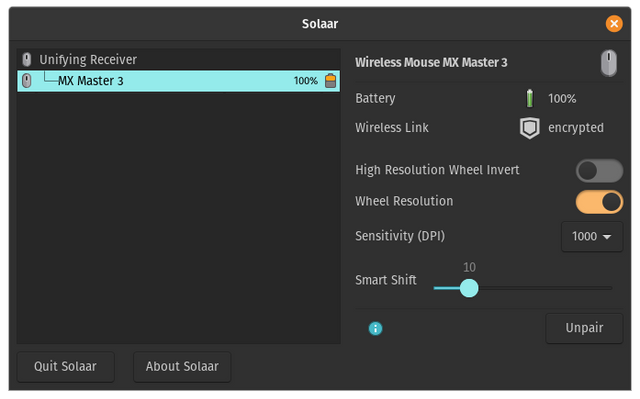 Solaar
Unifying Receiver
MX Master 3 100%
Wireless Mouse MX Master 3
Battery 100%
Wireless Link encrypted
High Resolution Wheel Invert
Wheel Resolution
Sensitivity (DPI) 1000
10
Smart Shift
Unpair
Quit Solaar About Solaar